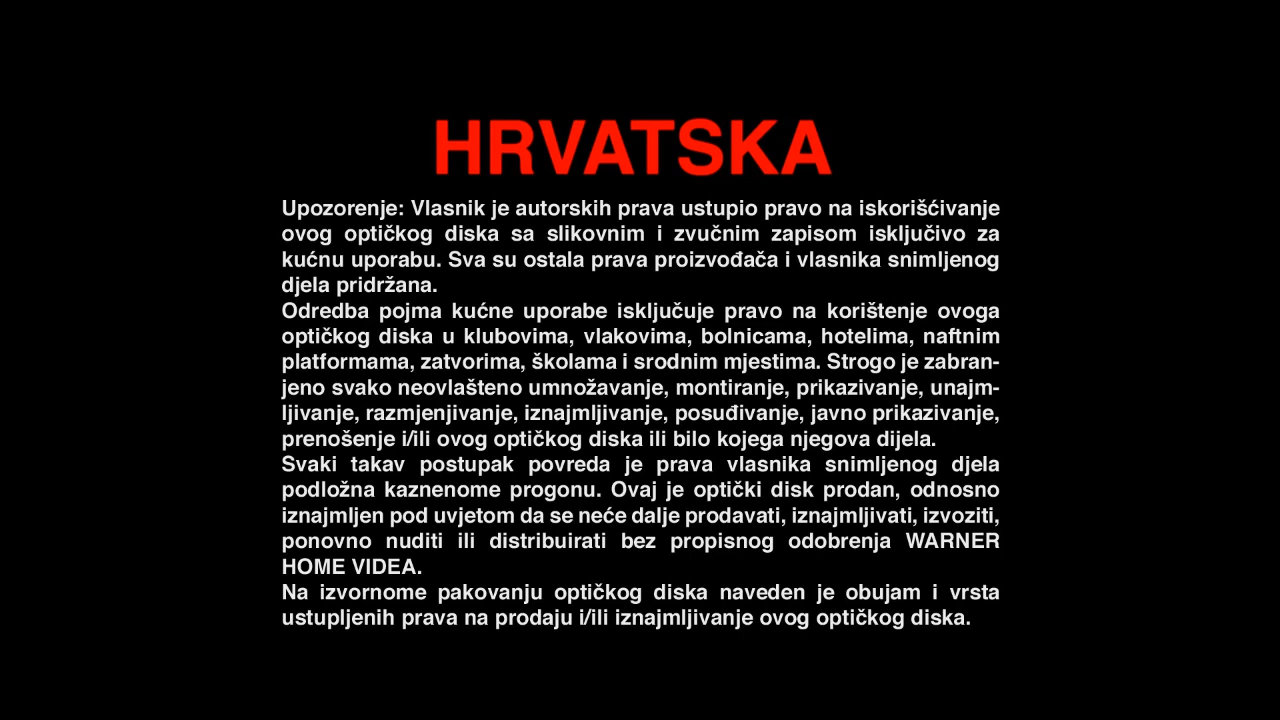 HRVATSKA
Upozorenje: Vlasnik je autorskih prava ustupio pravo na iskorišćivanje
ovog optičkog diska sa slikovnim i zvučnim zapisom isključivo za
kućnu uporabu. Sva su ostala prava proizvođača i vlasnika snimljenog
djela pridržana.
Odredba pojma kućne uporabe isključuje pravo na korištenje ovoga
optičkog diska u klubovima, vlakovima, bolnicama, hotelima, naftnim
platformama, zatvorima, školama i srodnim mjestima. Strogo je zabran-
jeno svako neovlašteno umnožavanje, montiranje, prikazivanje, unajm-
ljivanje, razmjenjivanje, iznajmljivanje, posuđivanje, javno prikazivanje,
prenošenje i/ili ovog optičkog diska ili bilo kojega njegova dijela.
Svaki takav postupak povreda je prava vlasnika snimljenog djela
podložna kaznenome progonu. Ovaj je optički disk prodan, odnosno
iznajmljen pod uvjetom da se neće dalje prodavati, iznajmljivati, izvoziti,
ponovno nuditi ili distribuirati bez propisnog odobrenja WARNER
HOME VIDEA.
Na izvornome pakovanju optičkog diska naveden je obujam i vrsta
ustupljenih prava na prodaju i/ili iznajmljivanje ovog optičkog diska.